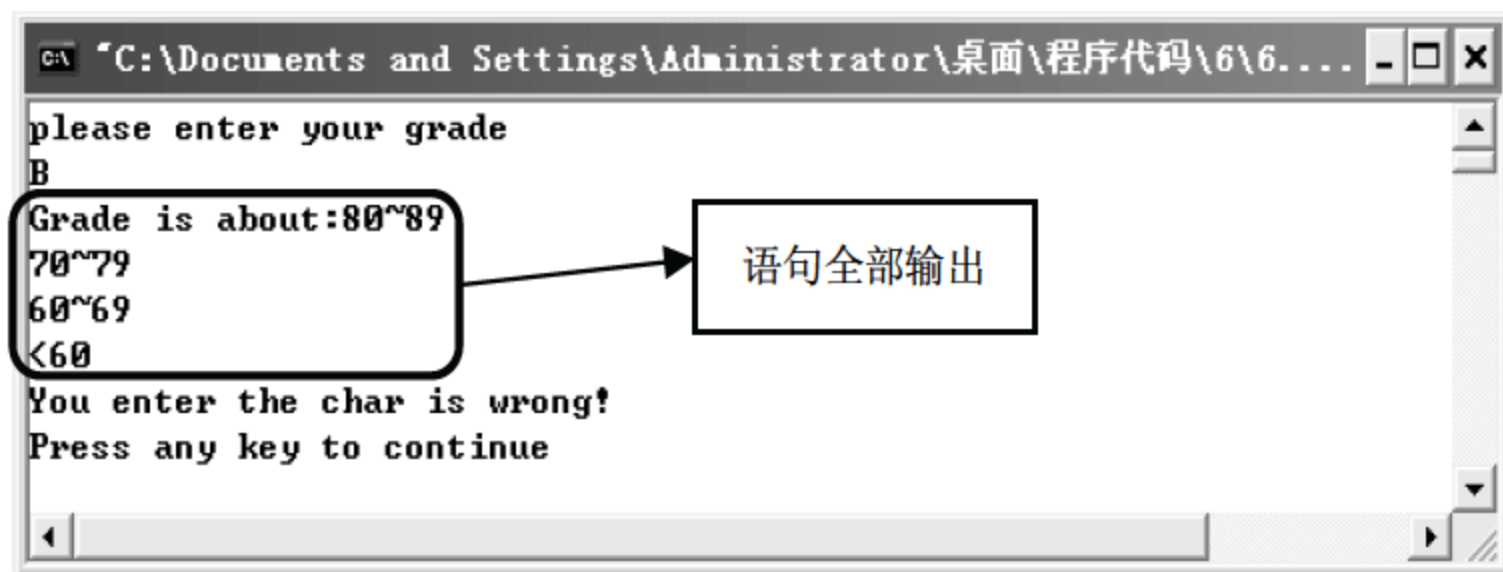 "C:\Documents and Settings\Administrator\桌面\程序代码\6\6....
please enter your grade
B
Grade is about:80~89
70~79
60~69
<60
You enter the char is wrong!
Press any key to continue
语句全部输出